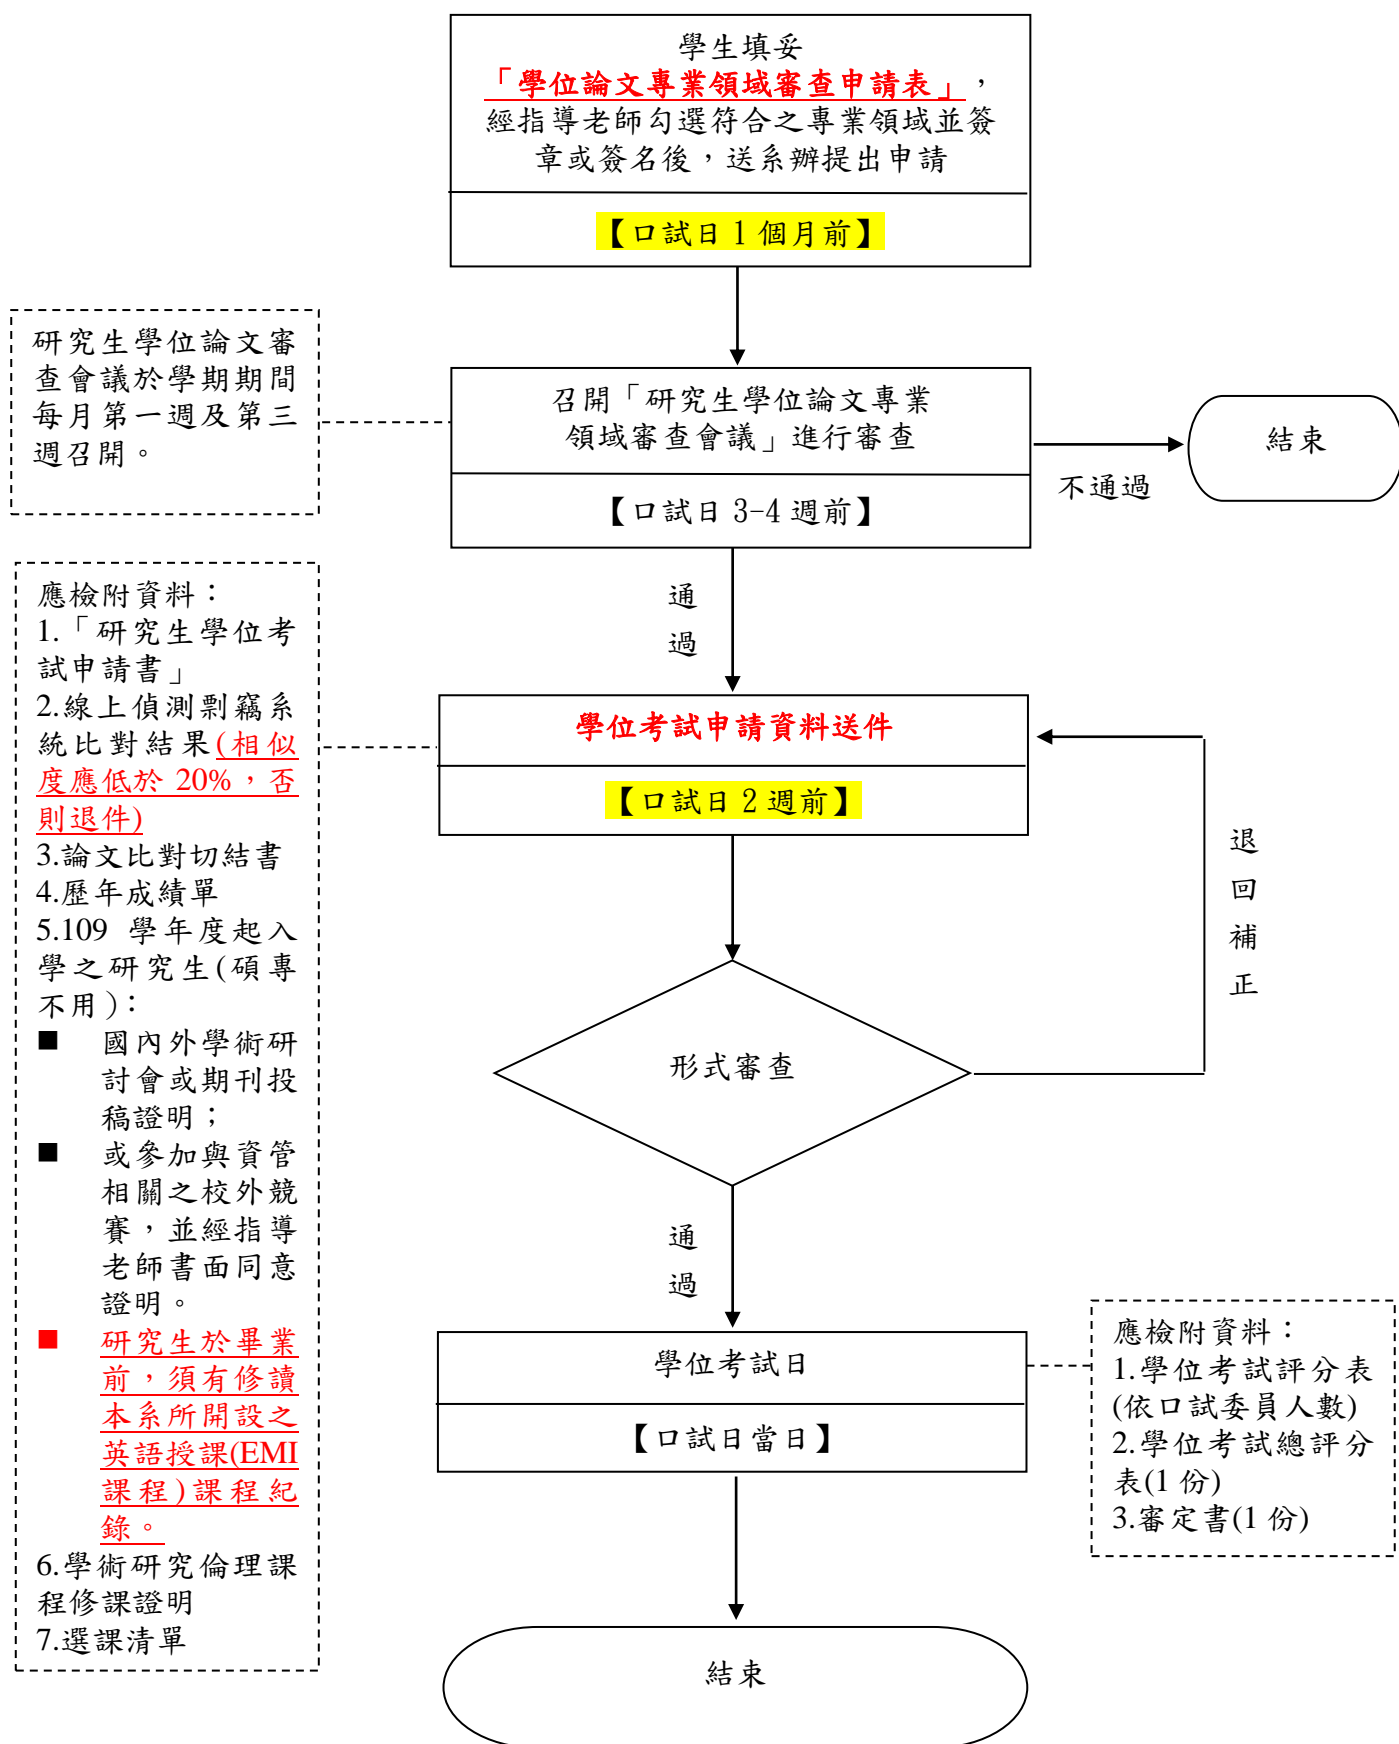 學生填妥
「學位論文專業領域審查申請表」，
經指導老師勾選符合之專業領域並簽
章或簽名後，送系辦提出申請
【口試日 1 個月前】
研究生學位論文審
查會議於學期期間
每月第一週及第三
週召開。
召開「研究生學位論文專業
領域審查會議」進行審查
【口試日 3-4 週前】
不通過
結束
通
過
應檢附資料：
1.「研究生學位考
試申請書」
2.線上偵測剽竊系
統比對結果(相似
度應低於 20%，否
則退件)
3.論文比對切結書
4.歷年成績單
5.109 學年度起入
學之研究生(碩專
不用)：
■ 國內外學術研
討會或期刊投
稿證明；
■ 或參加與資管
相關之校外競
賽，並經指導
老師書面同意
證明。
■ 研究生於畢業
前，須有修讀
本系所開設之
英語授課(EMI
課程)課程紀
錄。
6.學術研究倫理課
程修課證明
7.選課清單
學位考試申請資料送件
【口試日 2 週前】
退
回
補
正
形式審查
通
過
學位考試日
【口試日當日】
應檢附資料：
1.學位考試評分表
(依口試委員人數)
2.學位考試總評分
表(1 份)
3.審定書(1 份)
結束